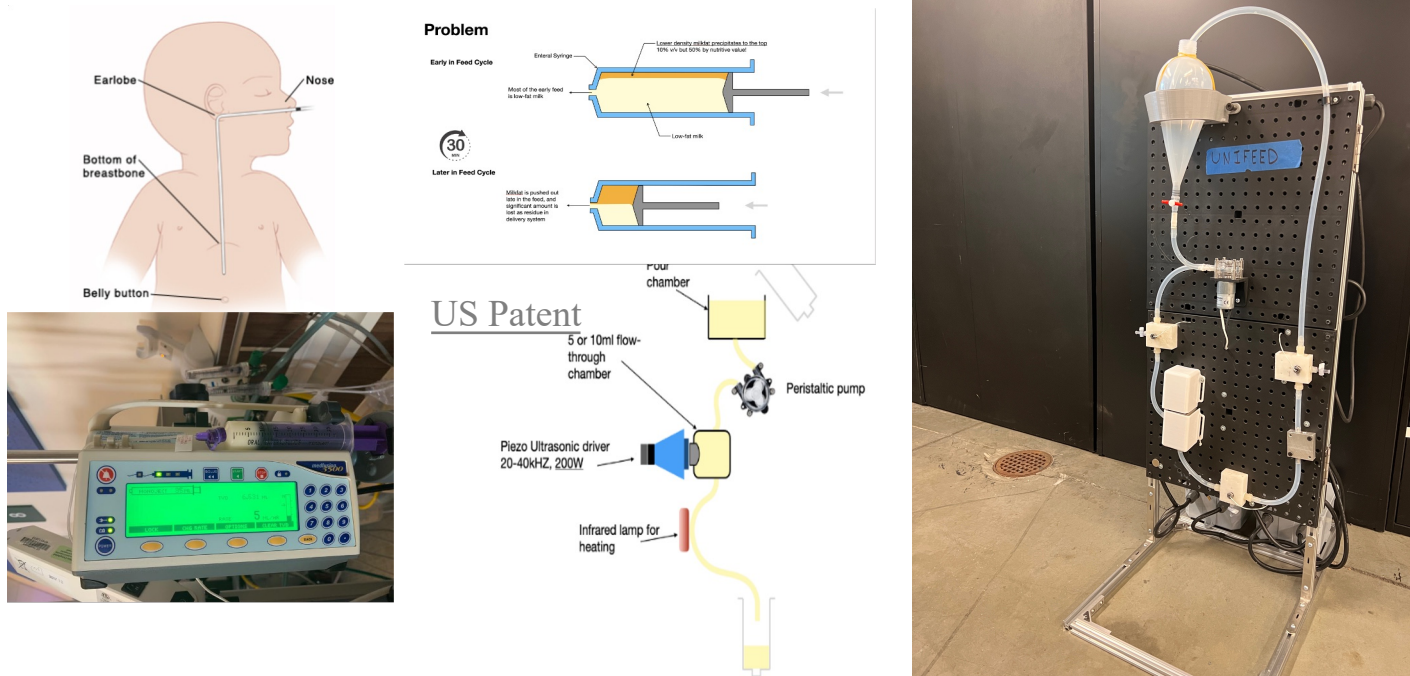 Earlobe
Nose
Bottom of
breastbone
Belly button
Problem
Early in Feed Cycle
Enteral Syringe
Lower density milkfat precipitates to the top
10% v/v but 50% by nutritive value!
Most of the early feed
is low-fat milk
Low-fat milk
30
MIN
Later in Feed Cycle
Milkfat is pushed out
late in the feed, and
significant amount is
lost as residue in
delivery system
US Patent
Pour
chamber
5 or 10ml flow-
through
chamber
Peristaltic pump
Piezo Ultrasonic driver
20-40kHZ, 200W
Infrared lamp for
heating
3500
5
UNIFEED